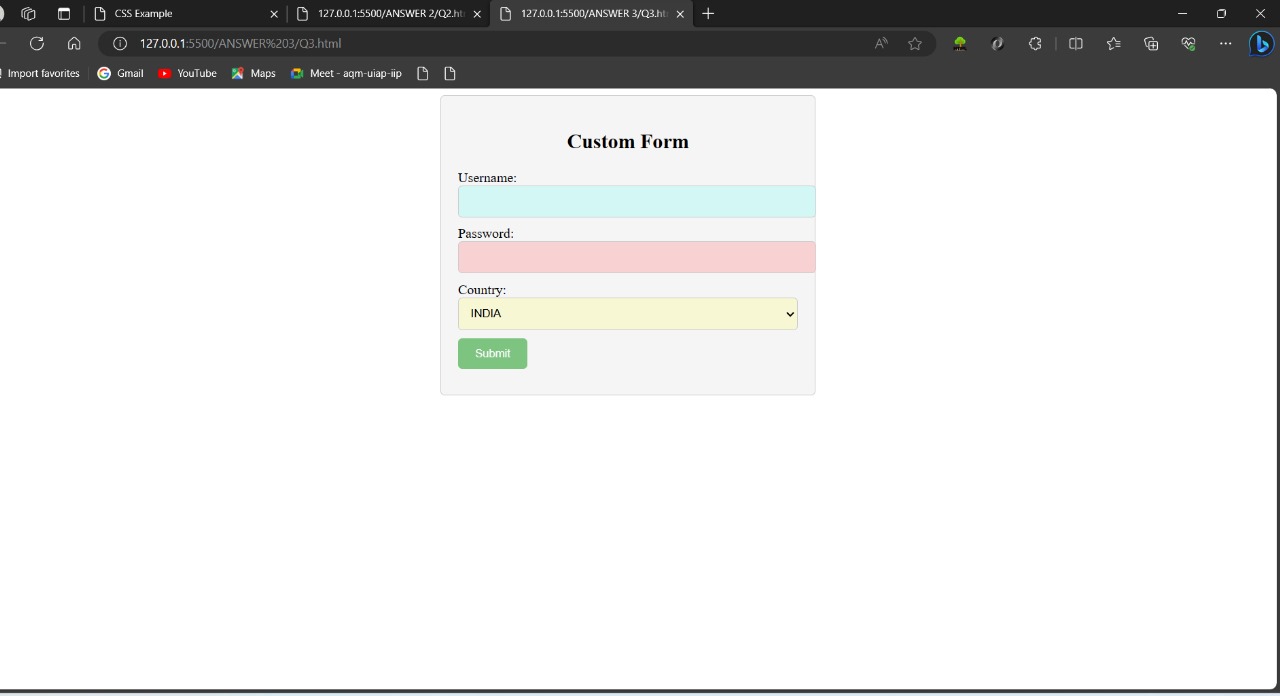 CSS Example
127.0.0.1:5500/ANSWER 2/Q2.ht
127.0.0.1:5500/ANSWER 3/Q3.ht
127.0.0.1:5500/ANSWER%203/Q3.html
Import favorites
Gmail
YouTube
Maps
Meet - aqm-uiap-iip
Custom Form
Username:
Password:
Country:
INDIA
Submit